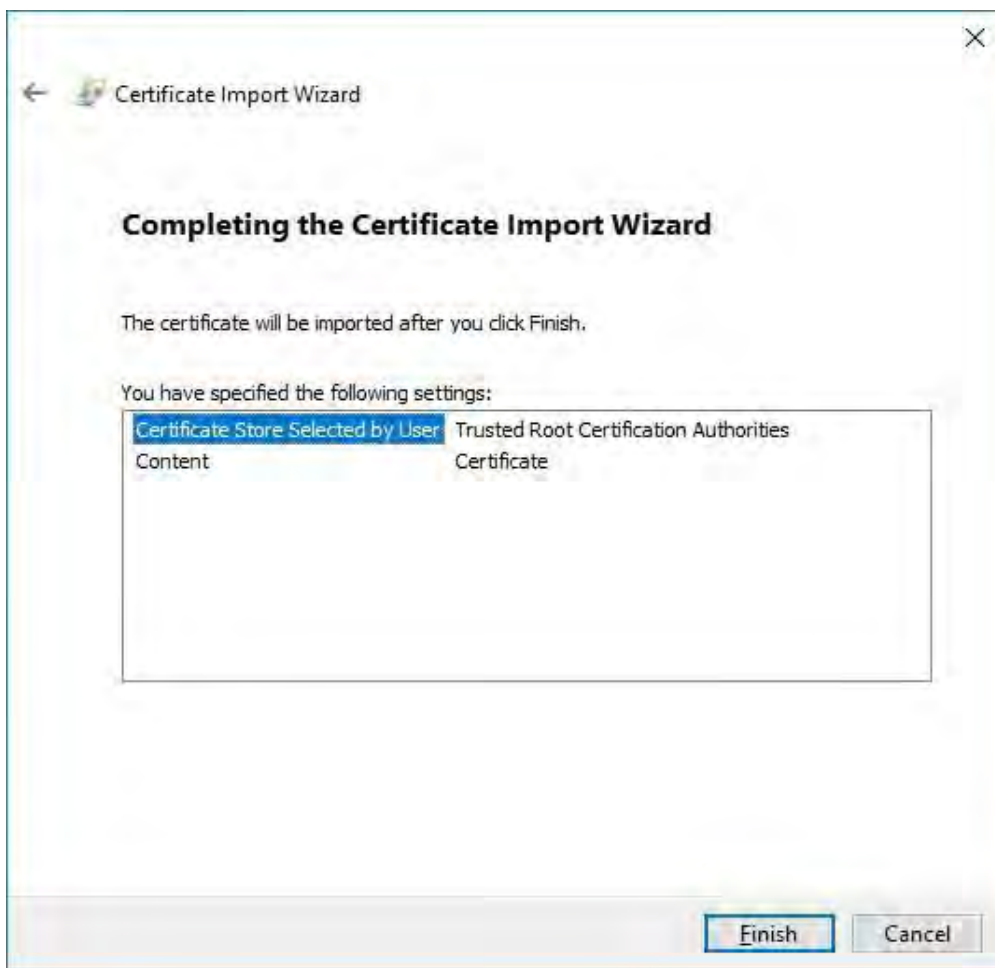 Certificate Import Wizard
Completing the Certificate Import Wizard
The certificate will be imported after you click Finish.
You have specified the following settings:
Certificate Store Selected by User Trusted Root Certification Authorities
Content Certificate
Finish Cancel